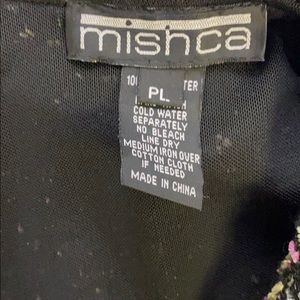 mishca
PL
COLD WATER
SEPARATELY
NO BLEACH
LINE DRY
MEDIUM IRON OVER
COTTON CLOTH
IF NEEDED
MADE IN CHINA